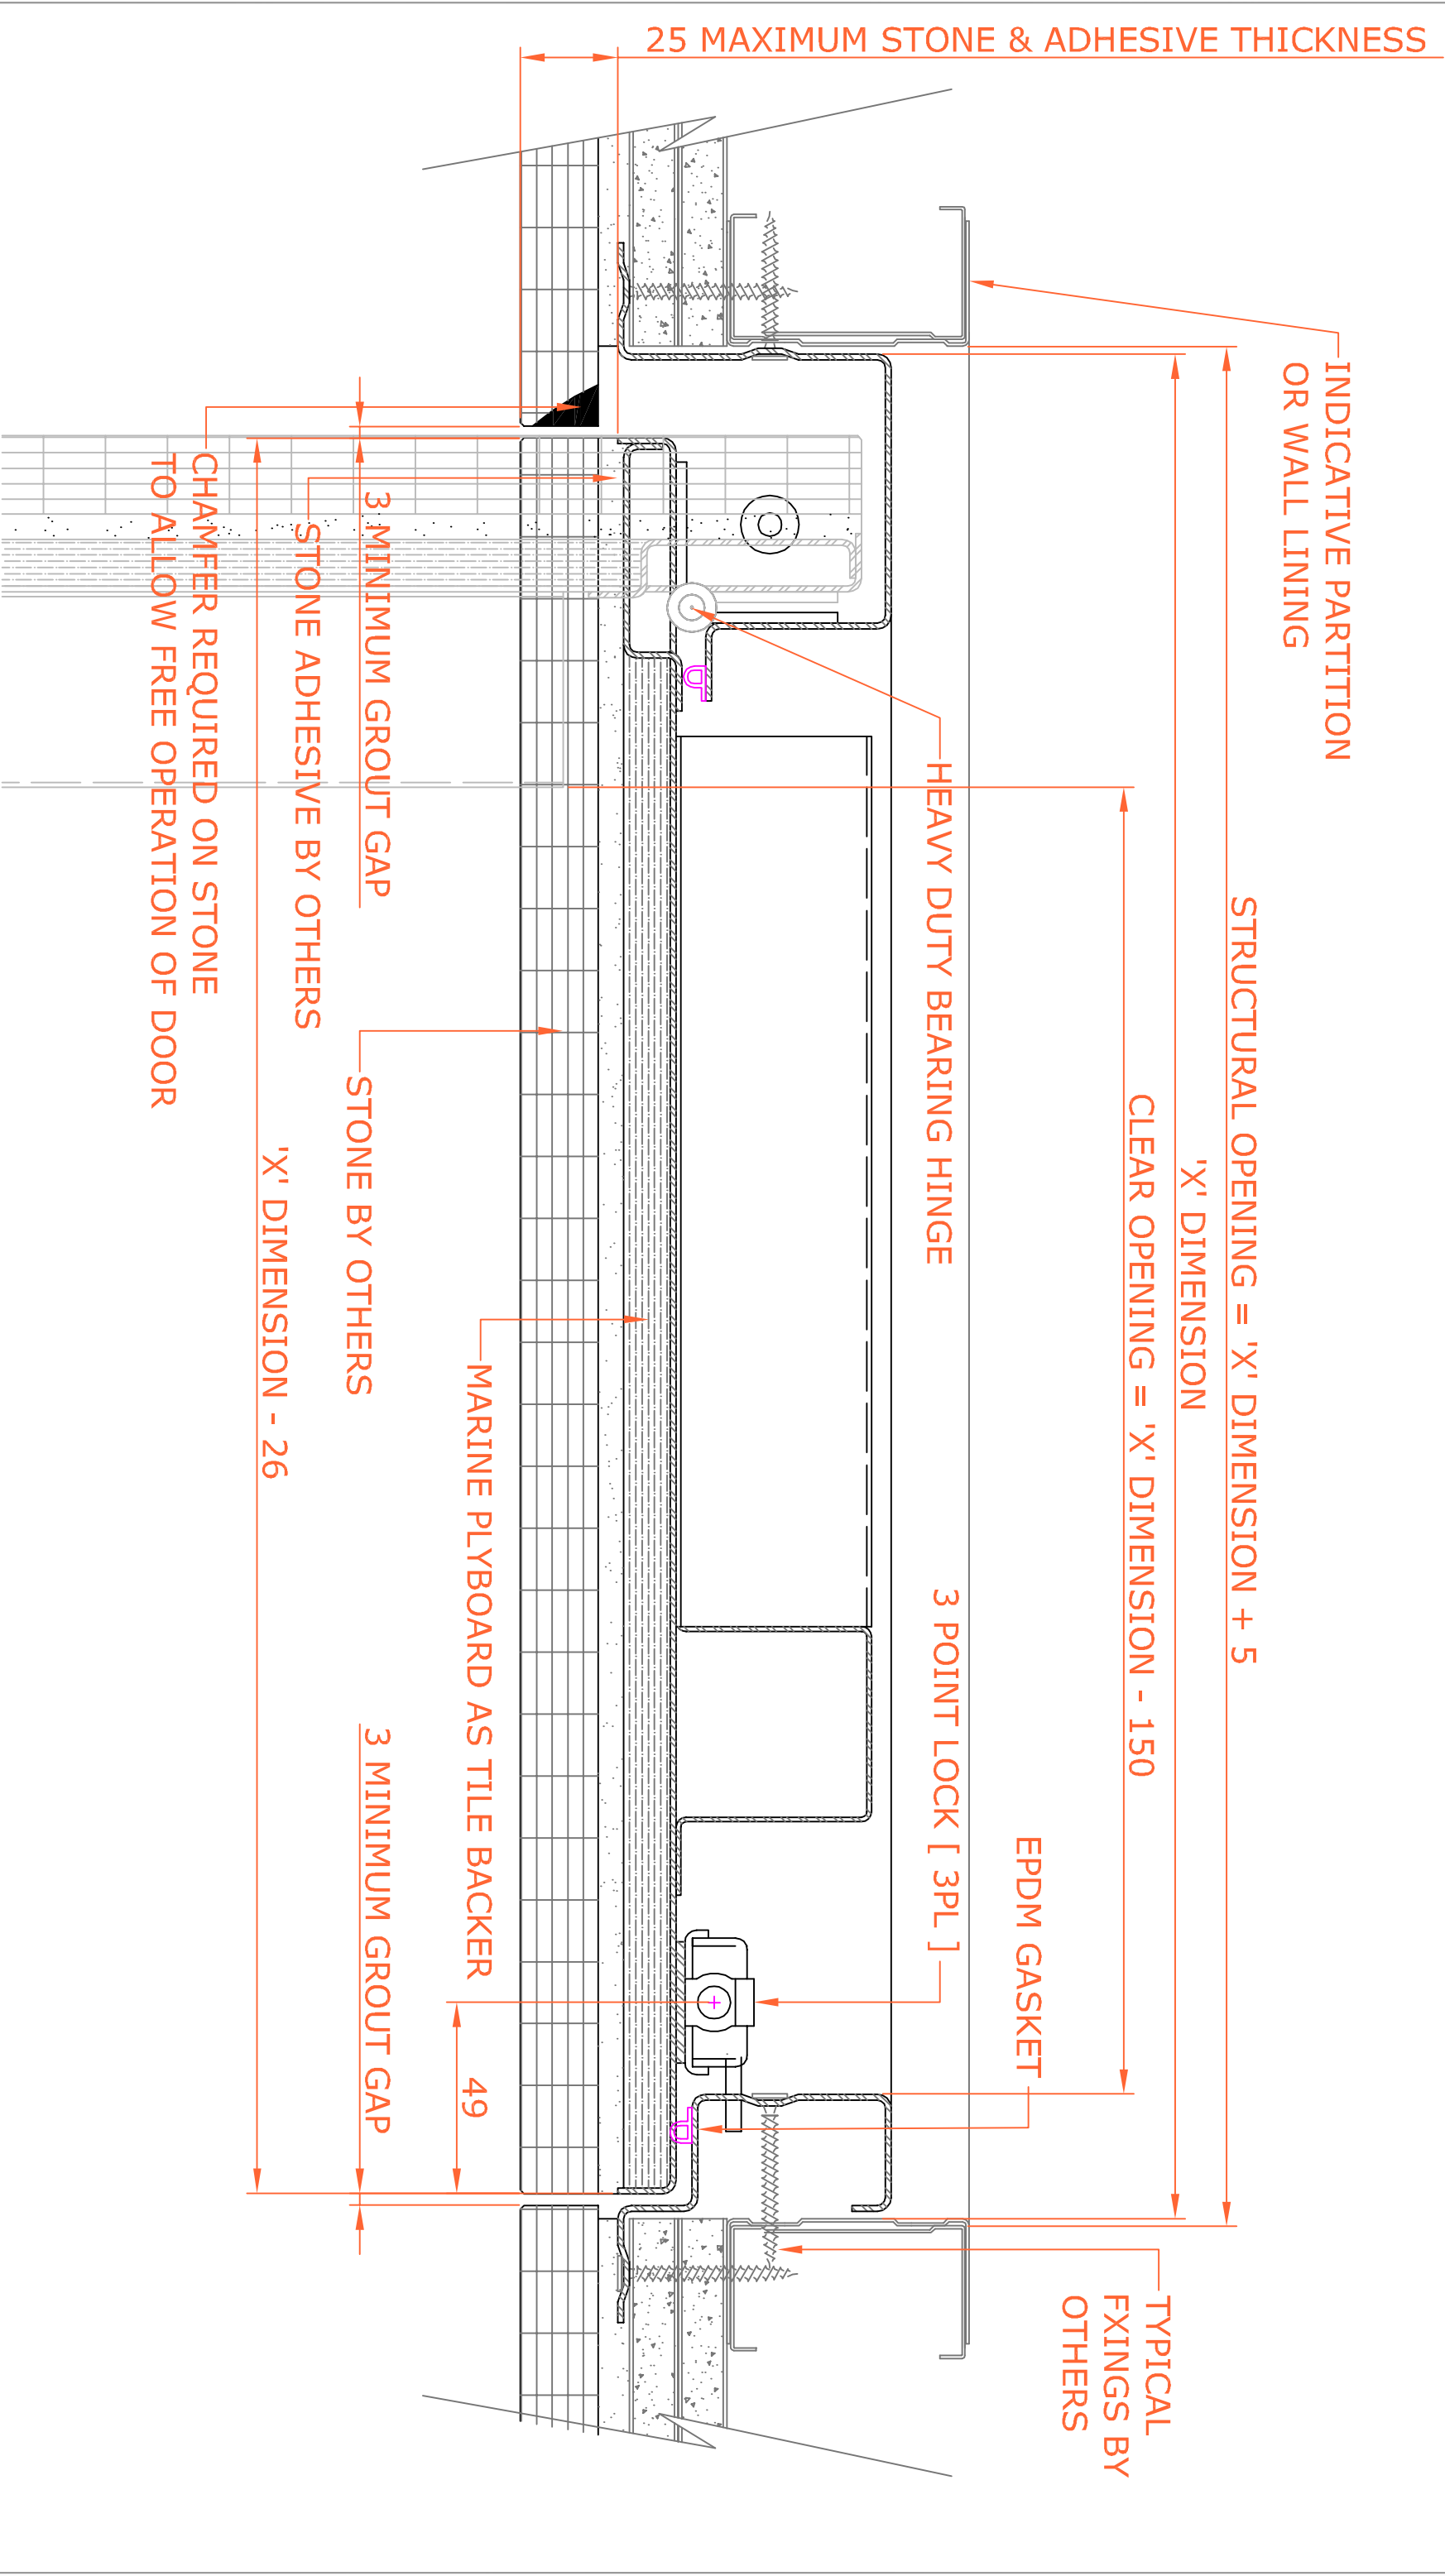 25 MAXIMUM STONE & ADHESIVE THICKNESS
INDICATIVE PARTITION
OR WALL LINING
STRUCTURAL OPENING = 'X' DIMENSION + 5
'X' DIMENSION
CLEAR OPENING = 'X' DIMENSION - 150
HEAVY DUTY BEARING HINGE
3 POINT LOCK [ 3PL ]
EPDM GASKET
TYPICAL
FXINGS BY
OTHERS
3 MINIMUM GROUT GAP
STONE ADHESIVE BY OTHERS
CHAMFER REQUIRED ON STONE
TO ALLOW FREE OPERATION OF DOOR
STONE BY OTHERS
'X' DIMENSION - 26
MARINE PLYBOARD AS TILE BACKER
3 MINIMUM GROUT GAP
49